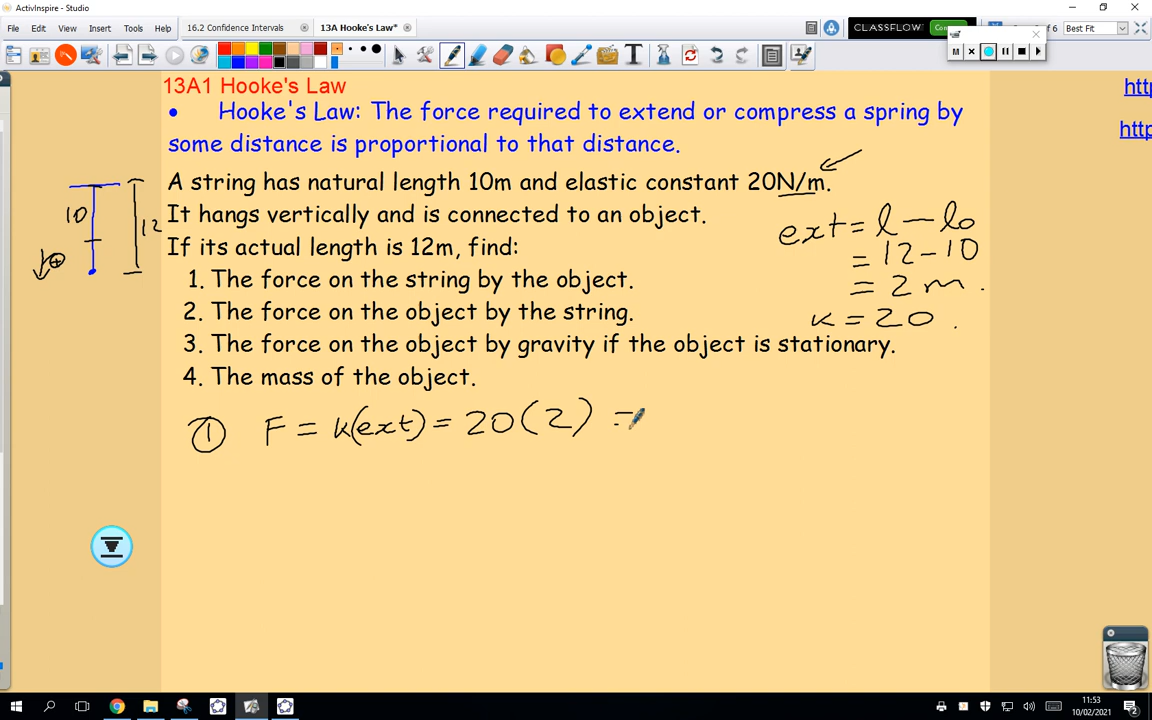 ActivInspire - Studio
16.2 Confidence Intervals
13A Hooke's Law*
File Edit View Insert Tools Help
CLASSFLOW
of 6
Best Fit
13A1 Hooke's Law
• Hooke's Law: The force required to extend or compress a spring by
some distance is proportional to that distance.
http
http
A string has natural length 10m and elastic constant 20N/m.
It hangs vertically and is connected to an object.
If its actual length is 12m, find:
1. The force on the string by the object.
2. The force on the object by the string.
3. The force on the object by gravity if the object is stationary.
4. The mass of the object.
10
12
+
ext = l - lo
= 12 - 10
= 2 m.
k = 20.
① F = k(ext) = 20(2) =
11:53
10/02/2021
2